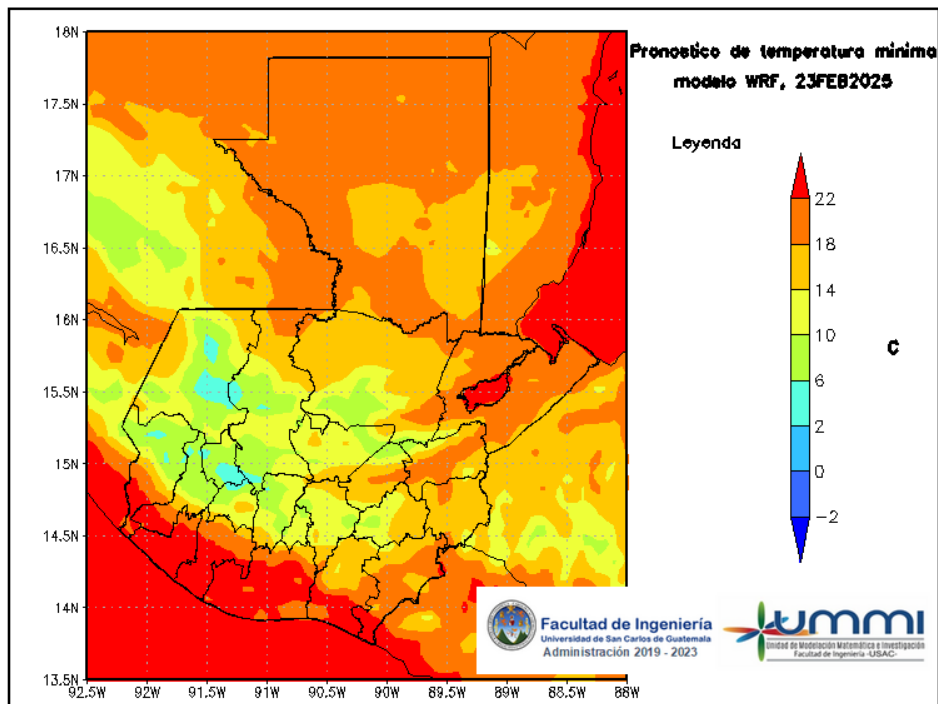 Pronostico de temperatura minima
modelo WRF, 23FEB2025
Leyenda
22
18
14
10
6
2
0
−2
C
18N
17.5N
17N
16.5N
16N
15.5N
15N
14.5N
14N
13.5N
92.5W
92W
91.5W
91W
90.5W
90W
89.5W
89W
88.5W
88W
Facultad de Ingeniería
Universidad de San Carlos de Guatemala
Administración 2019 - 2023
UMMI
Unidad de Modelación Matemática e Investigación
Facultad de Ingeniería -USAC-